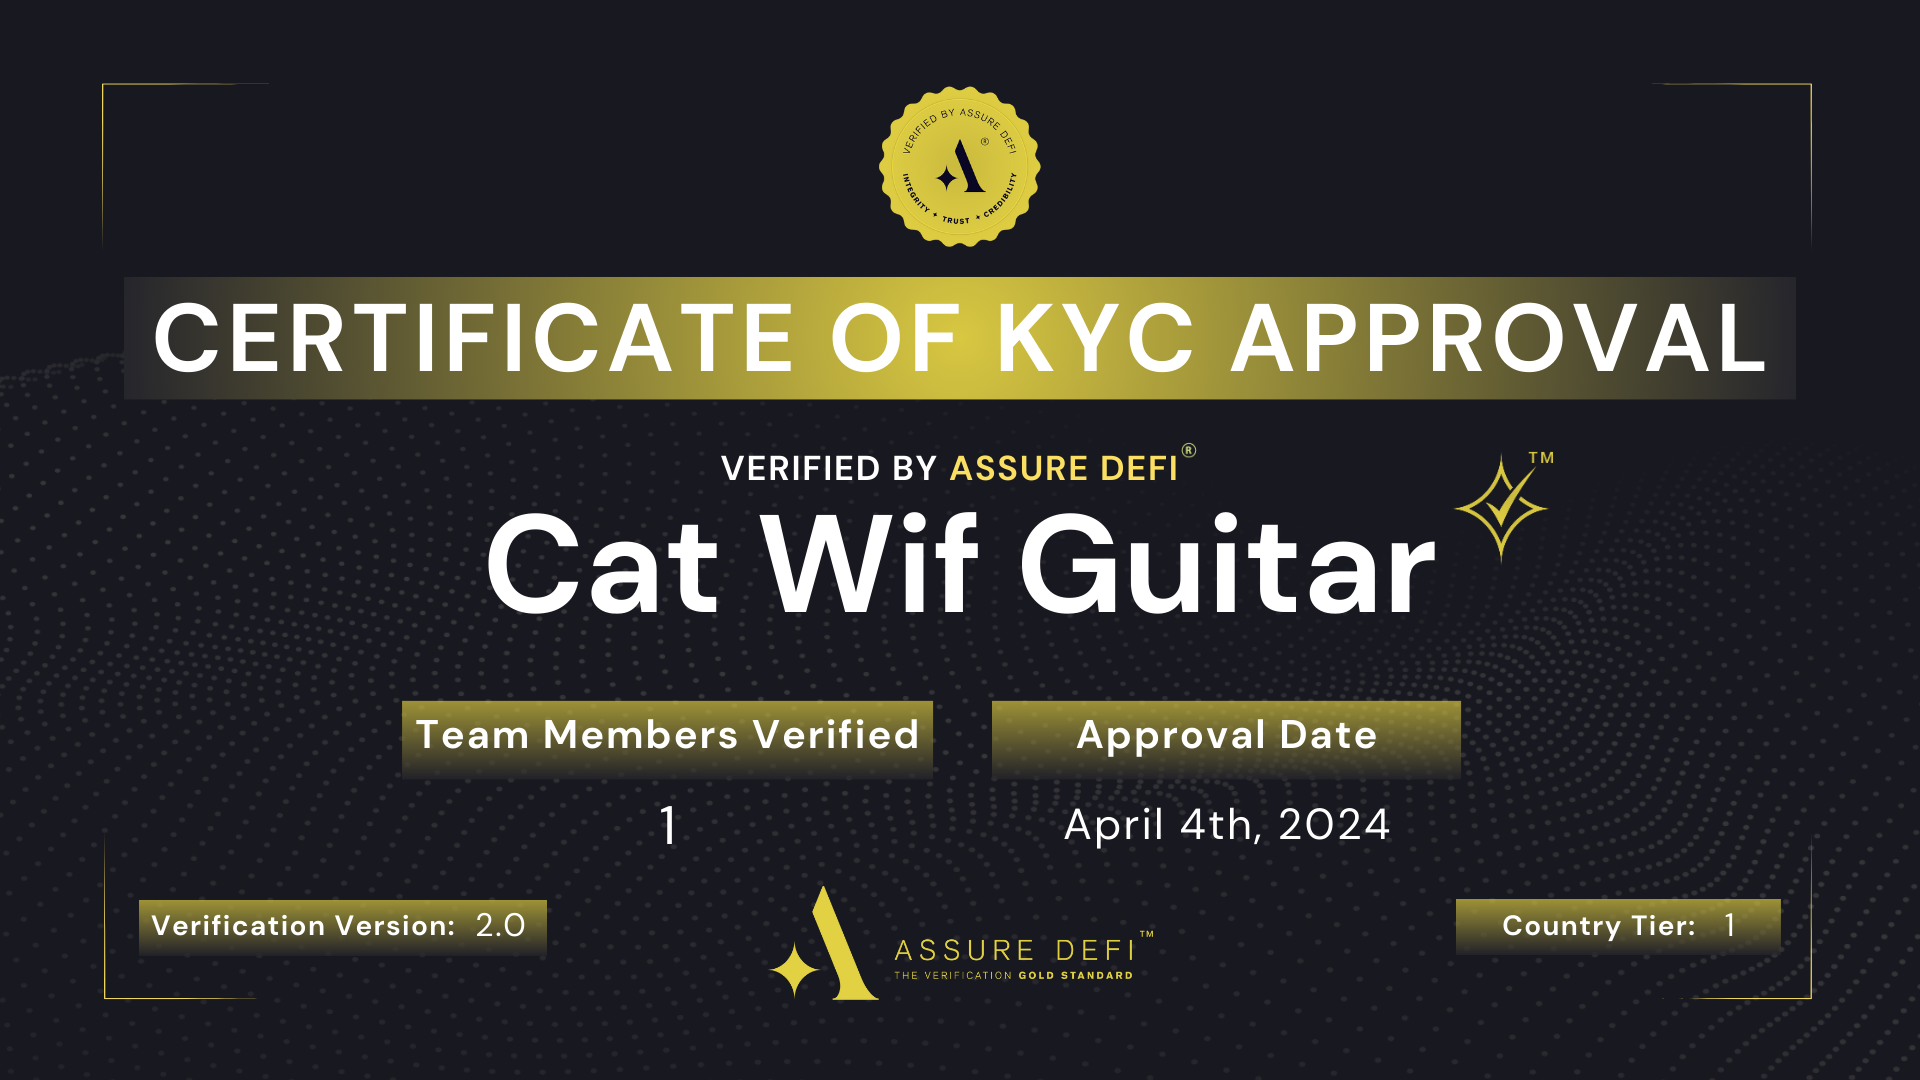 VERIFIED BY ASSURE DEFI
®
INTEGRITY ✦ TRUST ✦ CREDIBILITY
CERTIFICATE OF KYC APPROVAL
VERIFIED BY ASSURE DEFI®
TM
Cat Wif Guitar
Team Members Verified
Approval Date
1
April 4th, 2024
Verification Version: 2.0
ASSURE DEFI™
THE VERIFICATION GOLD STANDARD
Country Tier: 1